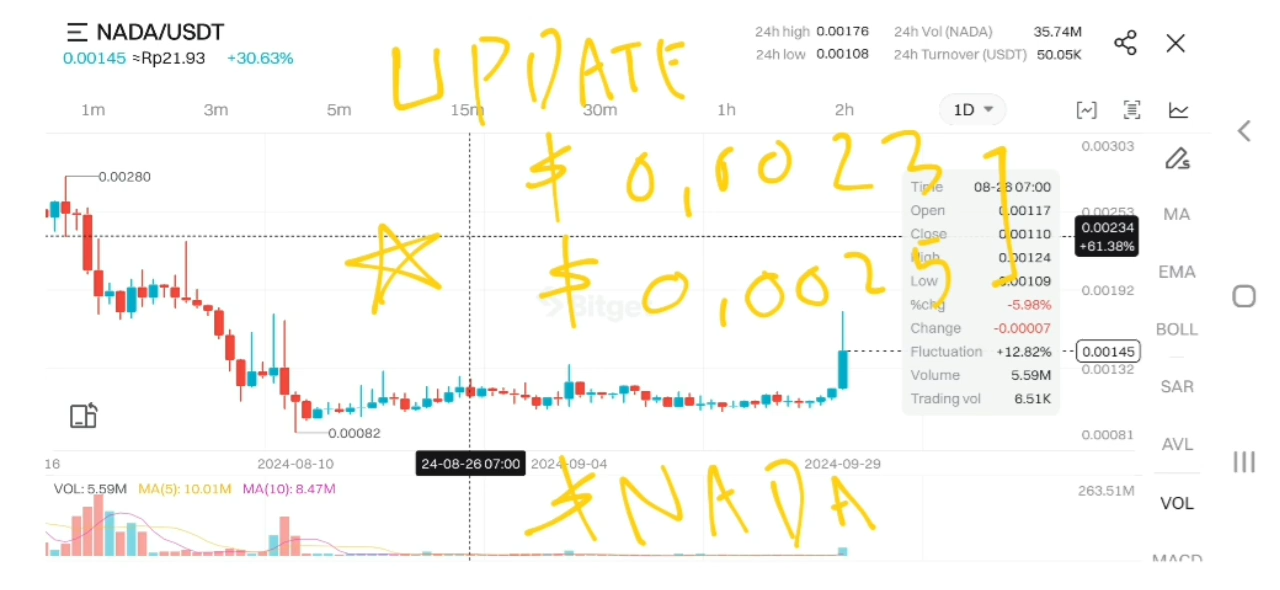 NADA/USDT
0.00145 ≈Rp21.93 +30.63%
24h high 0.00176 24h Vol (NADA) 35.74M
24h low 0.00108 24h Turnover (USDT) 50.05K
UPDATE
1m 3m 5m 15m 30m 1h 2h 1D
0.00303
$ 0,0023
0.00280
Time 08-26 07:00
Open 0.00117
0.00253
MA
Close 0.00110
0.00234
+61.38%
High 0.00124
$ 0,0025
EMA
Low 0.00109
0.00192
%chg -5.98%
Change -0.00007
BOLL
Fluctuation +12.82%
0.00145
Volume 5.59M
0.00132
SAR
Trading vol 6.51K
0.00082
0.00081
AVL
16 2024-08-10 24-08-26 07:00 2024-09-04 2024-09-29
VOL: 5.59M MA(5): 10.01M MA(10): 8.47M
263.51M
VOL
$NADA
MACD